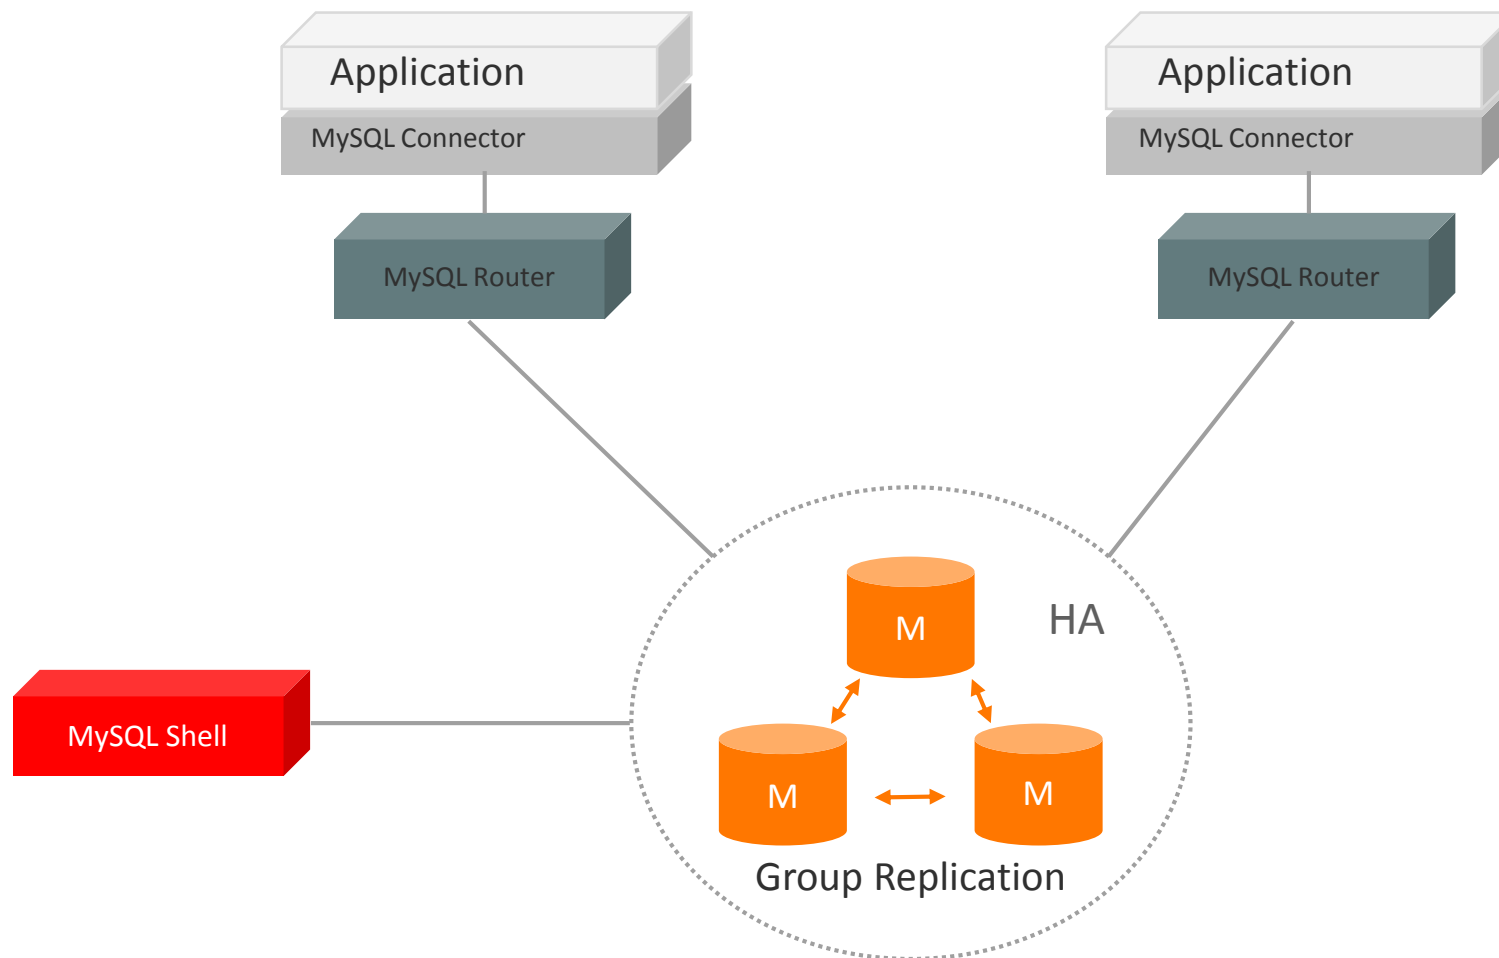 Application
MySQL Connector
MySQL Router
Application
MySQL Connector
MySQL Router
HA
M
MySQL Shell
M
M
Group Replication